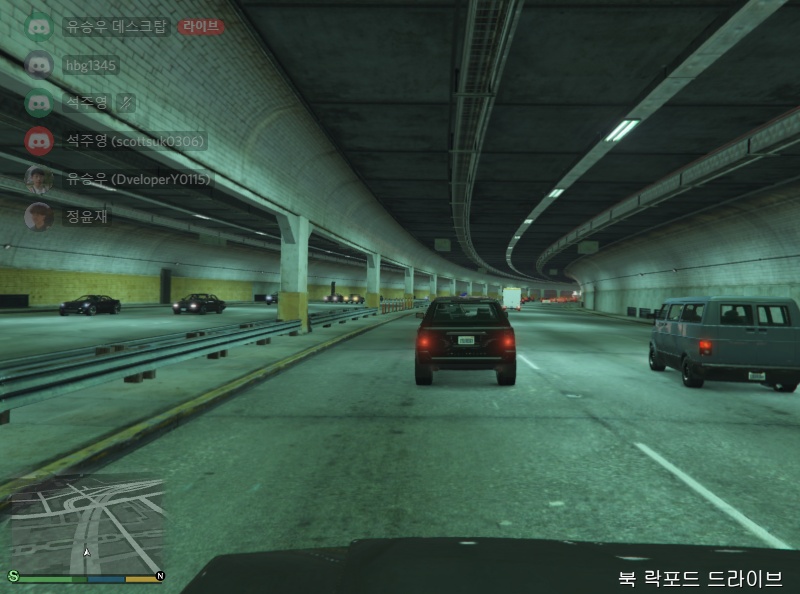 유승우 데스크탑 라이브
hbg1345
석주영
석주영 (scottsuk0306)
유승우 (DveloperY0115)
정윤재
S N
북 락포드 드라이브